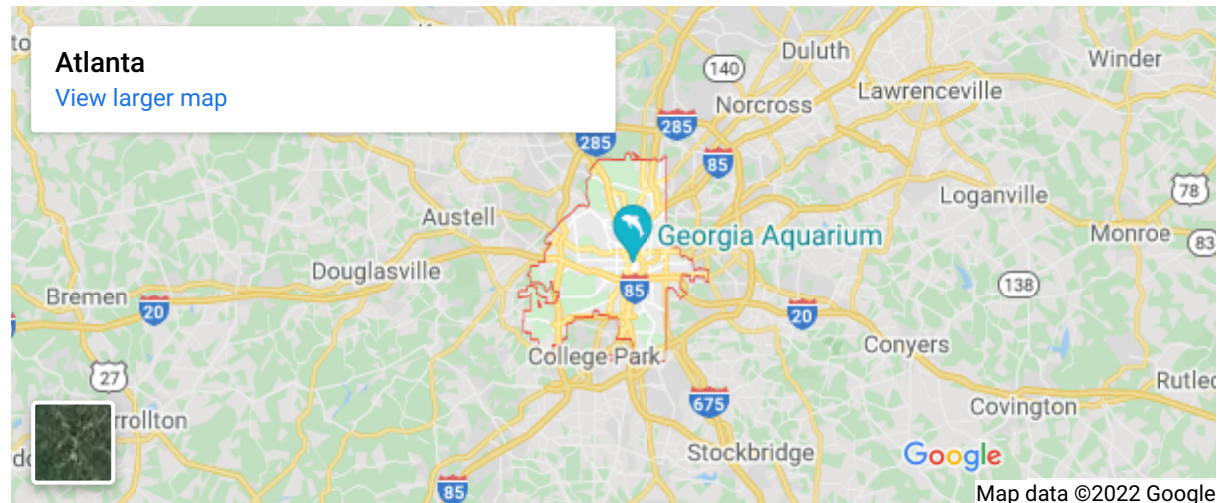 Atlanta
View larger map
Duluth
Winder
140
Lawrenceville
Norcross
285
285
85
Loganville
78
Austell
Georgia Aquarium
Monroe
83
Douglasville
138
Bremen
20
85
20
College Park
Conyers
27
675
Covington
Stockbridge
Google
85
Map data ©2022 Google